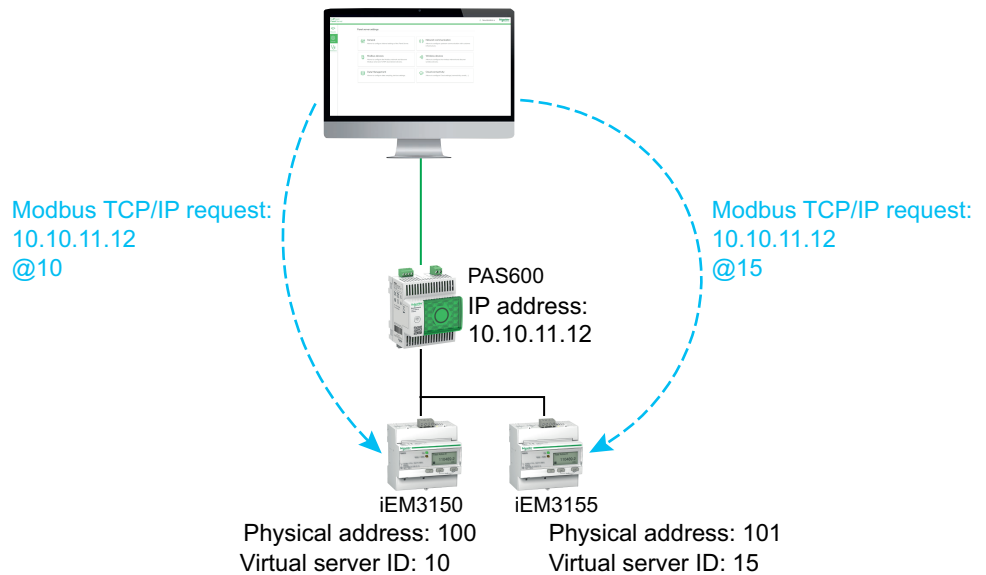 Modbus TCP/IP request:
10.10.11.12
@10
Modbus TCP/IP request:
10.10.11.12
@15
PAS600
IP address:
10.10.11.12
iEM3150
Physical address: 100
Virtual server ID: 10
iEM3155
Physical address: 101
Virtual server ID: 15